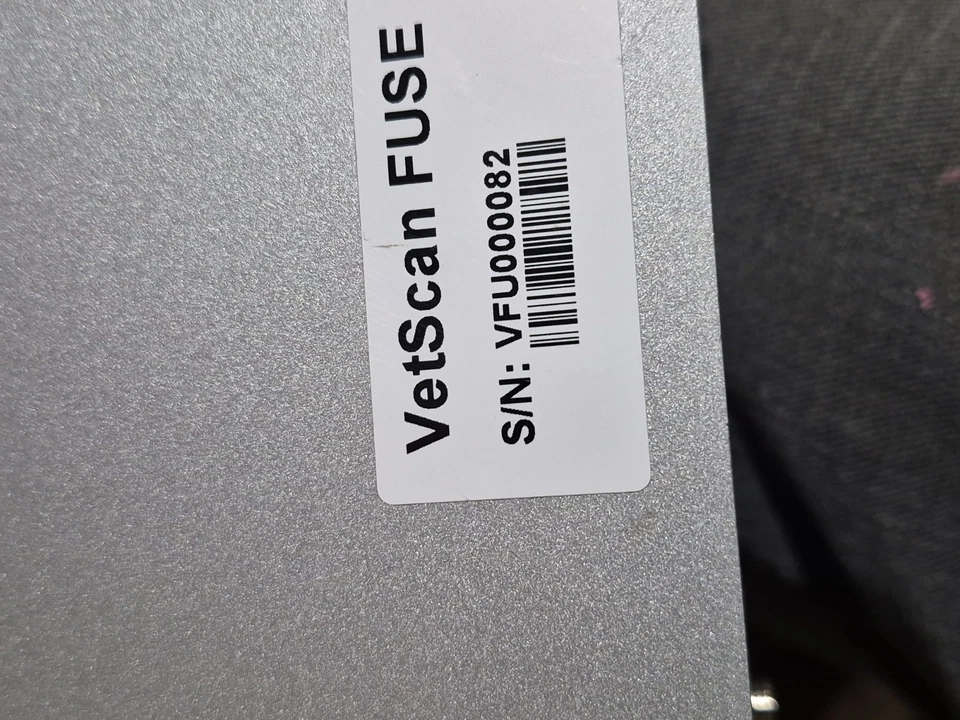 VetScan FUSE
S/N: VFU000082